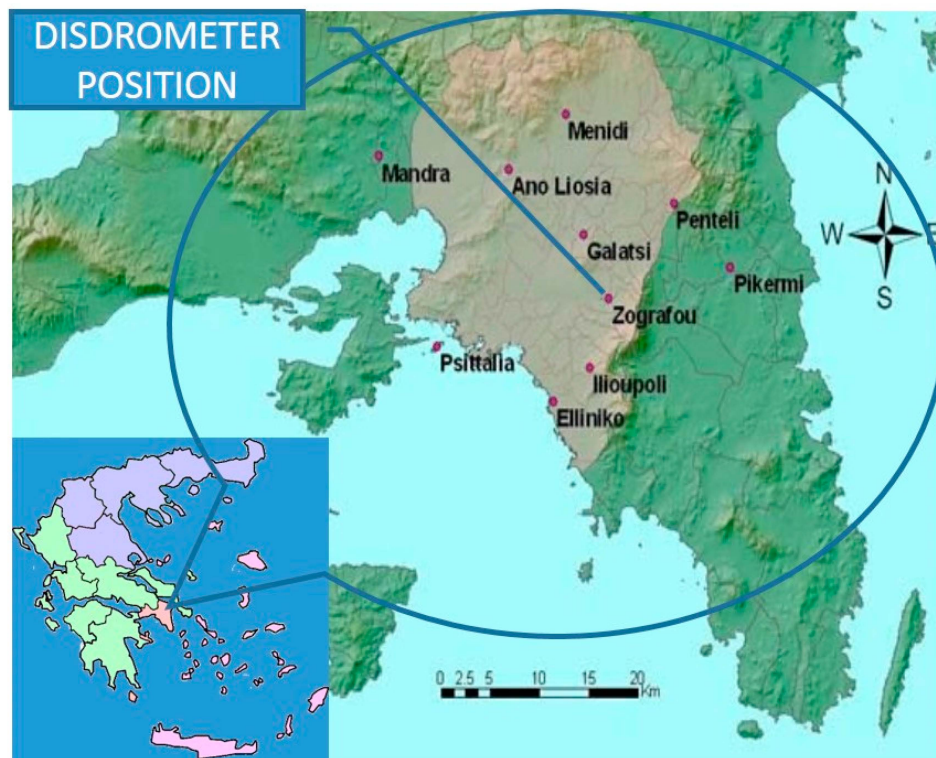 DISDROMETER
POSITION
Menidi
Mandra
Ano Liosia
Penteli
N
W
E
S
Galatsi
Pikermi
Zografou
Psittalia
Ilioupoli
Elliniko
0 2.5 5 10 15 20
Km